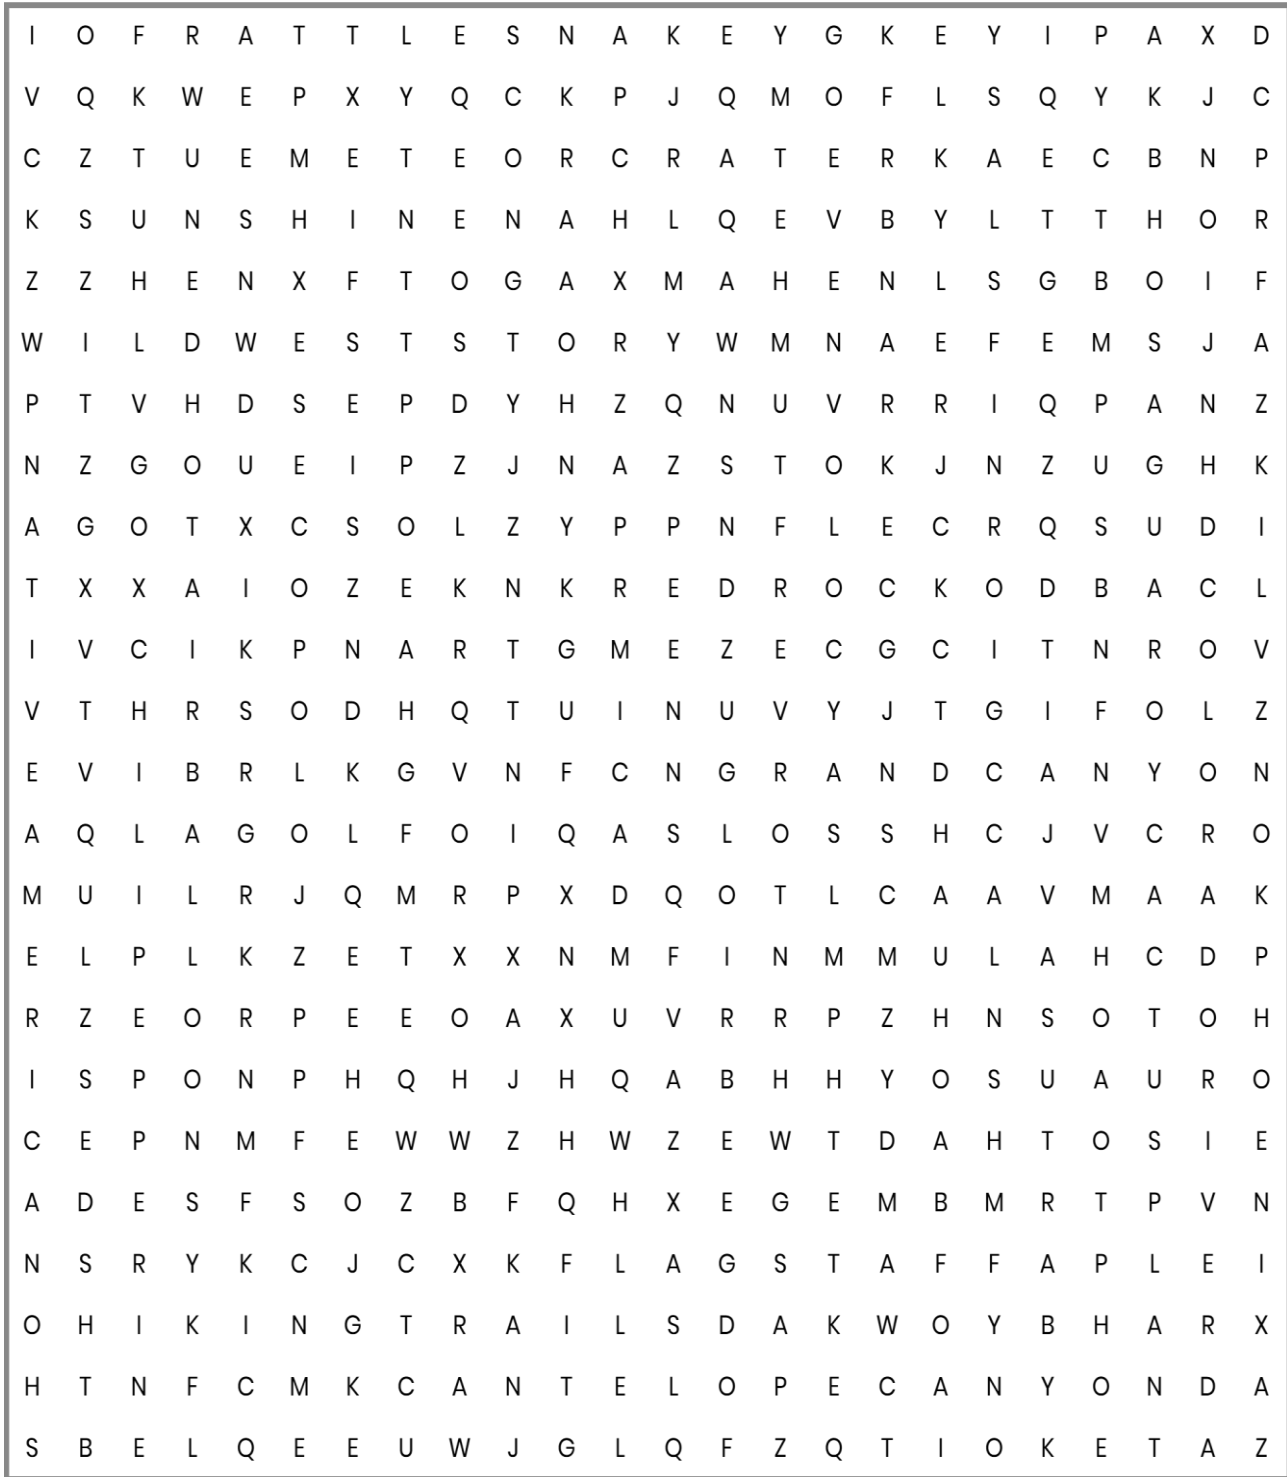 I O F R A T T L E S N A K E Y G K E Y I P A X D
V Q K W E P X Y Q C K P J Q M O F L S Q Y K J C
C Z T U E M E T E O R C R A T E R K A E C B N P
K S U N S H I N E N A H L Q E V B Y L T T H O R
Z Z H E N X F T O G A X M A H E N L S G B O I F
W I L D W E S T S T O R Y W M N A E F E M S J A
P T V H D S E P D Y H Z Q N U V R R I Q P A N Z
N Z G O U E I P Z J N A Z S T O K J N Z U G H K
A G O T X C S O L Z Y P P N F L E C R Q S U D I
T X X A I O Z E K N K R E D R O C K O D B A C L
I V C I K P N A R T G M E Z E C G C I T N R O V
V T H R S O D H Q T U I N U V Y J T G I F O L Z
E V I B R L K G V N F C N G R A N D C A N Y O N
A Q L A G O L F O I Q A S L O S S H C J V C R O
M U I L R J Q M R P X D Q O T L C A A V M A A K
E L P L K Z E T X X N M F I N M M U L A H C D P
R Z E O R P E E O A X U V R R P Z H N S O T O H
I S P O N P H Q H J H Q A B H H Y O S U A U R O
C E P N M F E W W Z H W Z E W T D A H T O S I E
A D E S F S O Z B F Q H X E G E M B M R T P V N
N S R Y K C J C X K F L A G S T A F F A P L E I
O H I K I N G T R A I L S D A K W O Y B H A R X
H T N F C M K C A N T E L O P E C A N Y O N D A
S B E L Q E E U W J G L Q F Z Q T I O K E T A Z